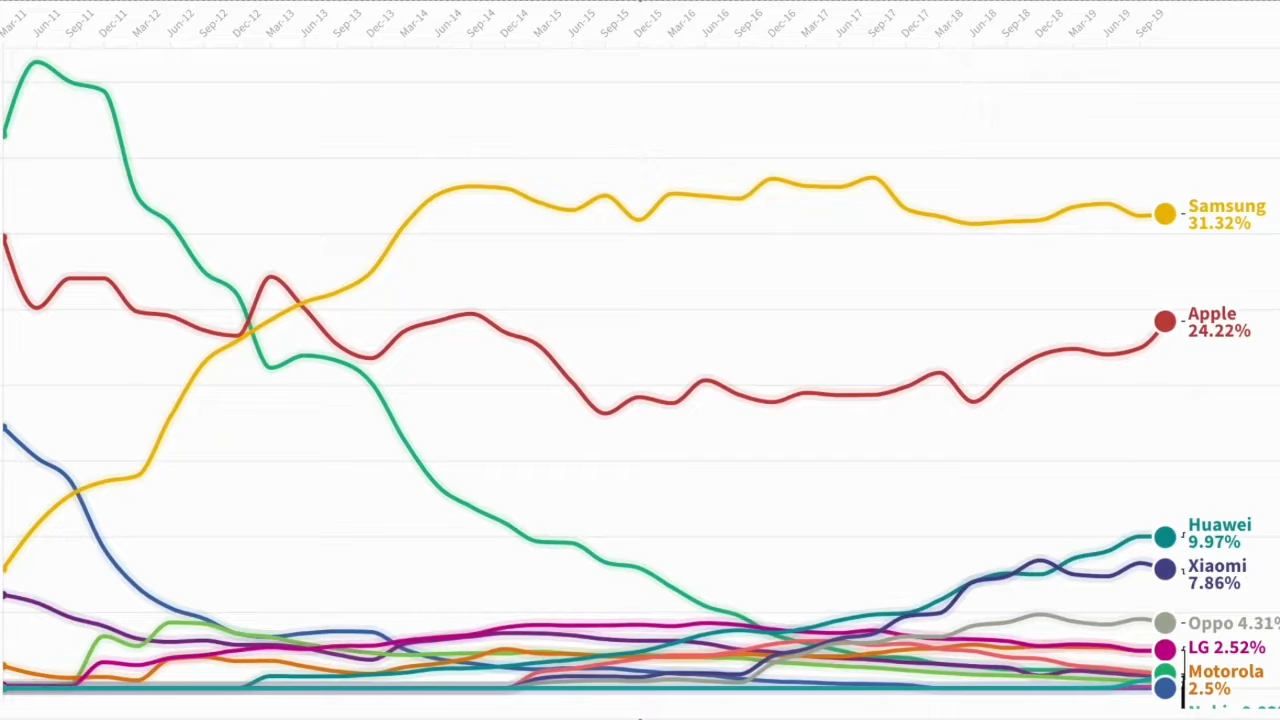 Mar-11 Jun-11 Sep-11 Dec-11 Mar-12 Jun-12 Sep-12 Dec-12 Mar-13 Jun-13 Sep-13 Dec-13 Mar-14 Jun-14 Sep-14 Dec-14 Mar-15 Jun-15 Sep-15 Dec-15 Mar-16 Jun-16 Sep-16 Dec-16 Mar-17 Jun-17 Sep-17 Dec-17 Mar-18 Jun-18 Sep-18 Dec-18 Mar-19 Jun-19 Sep-19
Samsung
31.32%
Apple
24.22%
Huawei
9.97%
Xiaomi
7.86%
Oppo 4.31%
LG 2.52%
Motorola
2.5%